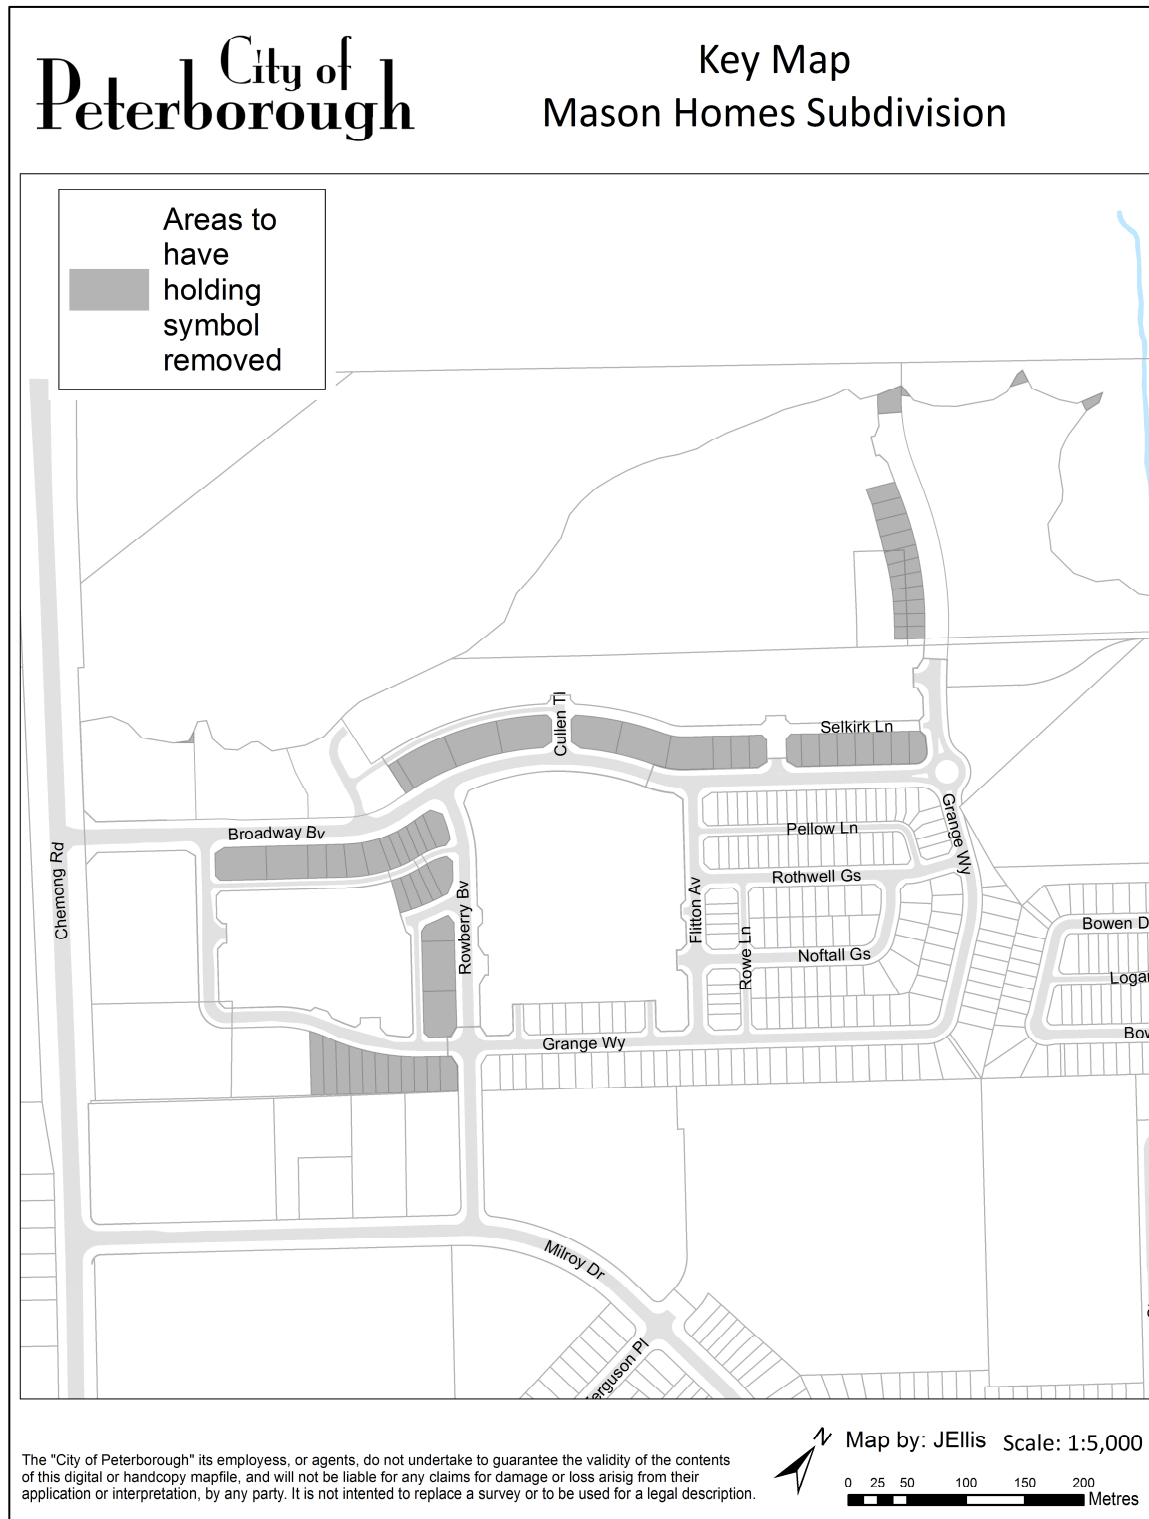 City of
Peterborough
Key Map
Mason Homes Subdivision
Areas to
have
holding
symbol
removed
Cullen Tl
Selkirk Ln
Broadway Bv
Pellow Ln
Grange Wy
Chemong Rd
Rothwell Gs
Flitton Av
Rowberry Bv
Bowen D
Rowe Ln
Noftall Gs
Logar
Grange Wy
Bow
Milroy Dr
erguson Pl
The "City of Peterborough" its employess, or agents, do not undertake to guarantee the validity of the contents
of this digital or handcopy mapfile, and will not be liable for any claims for damage or loss arisig from their
application or interpretation, by any party. It is not intended to replace a survey or to be used for a legal description.
N
Map by: JEllis Scale: 1:5,000
0 25 50 100 150 200
Metres